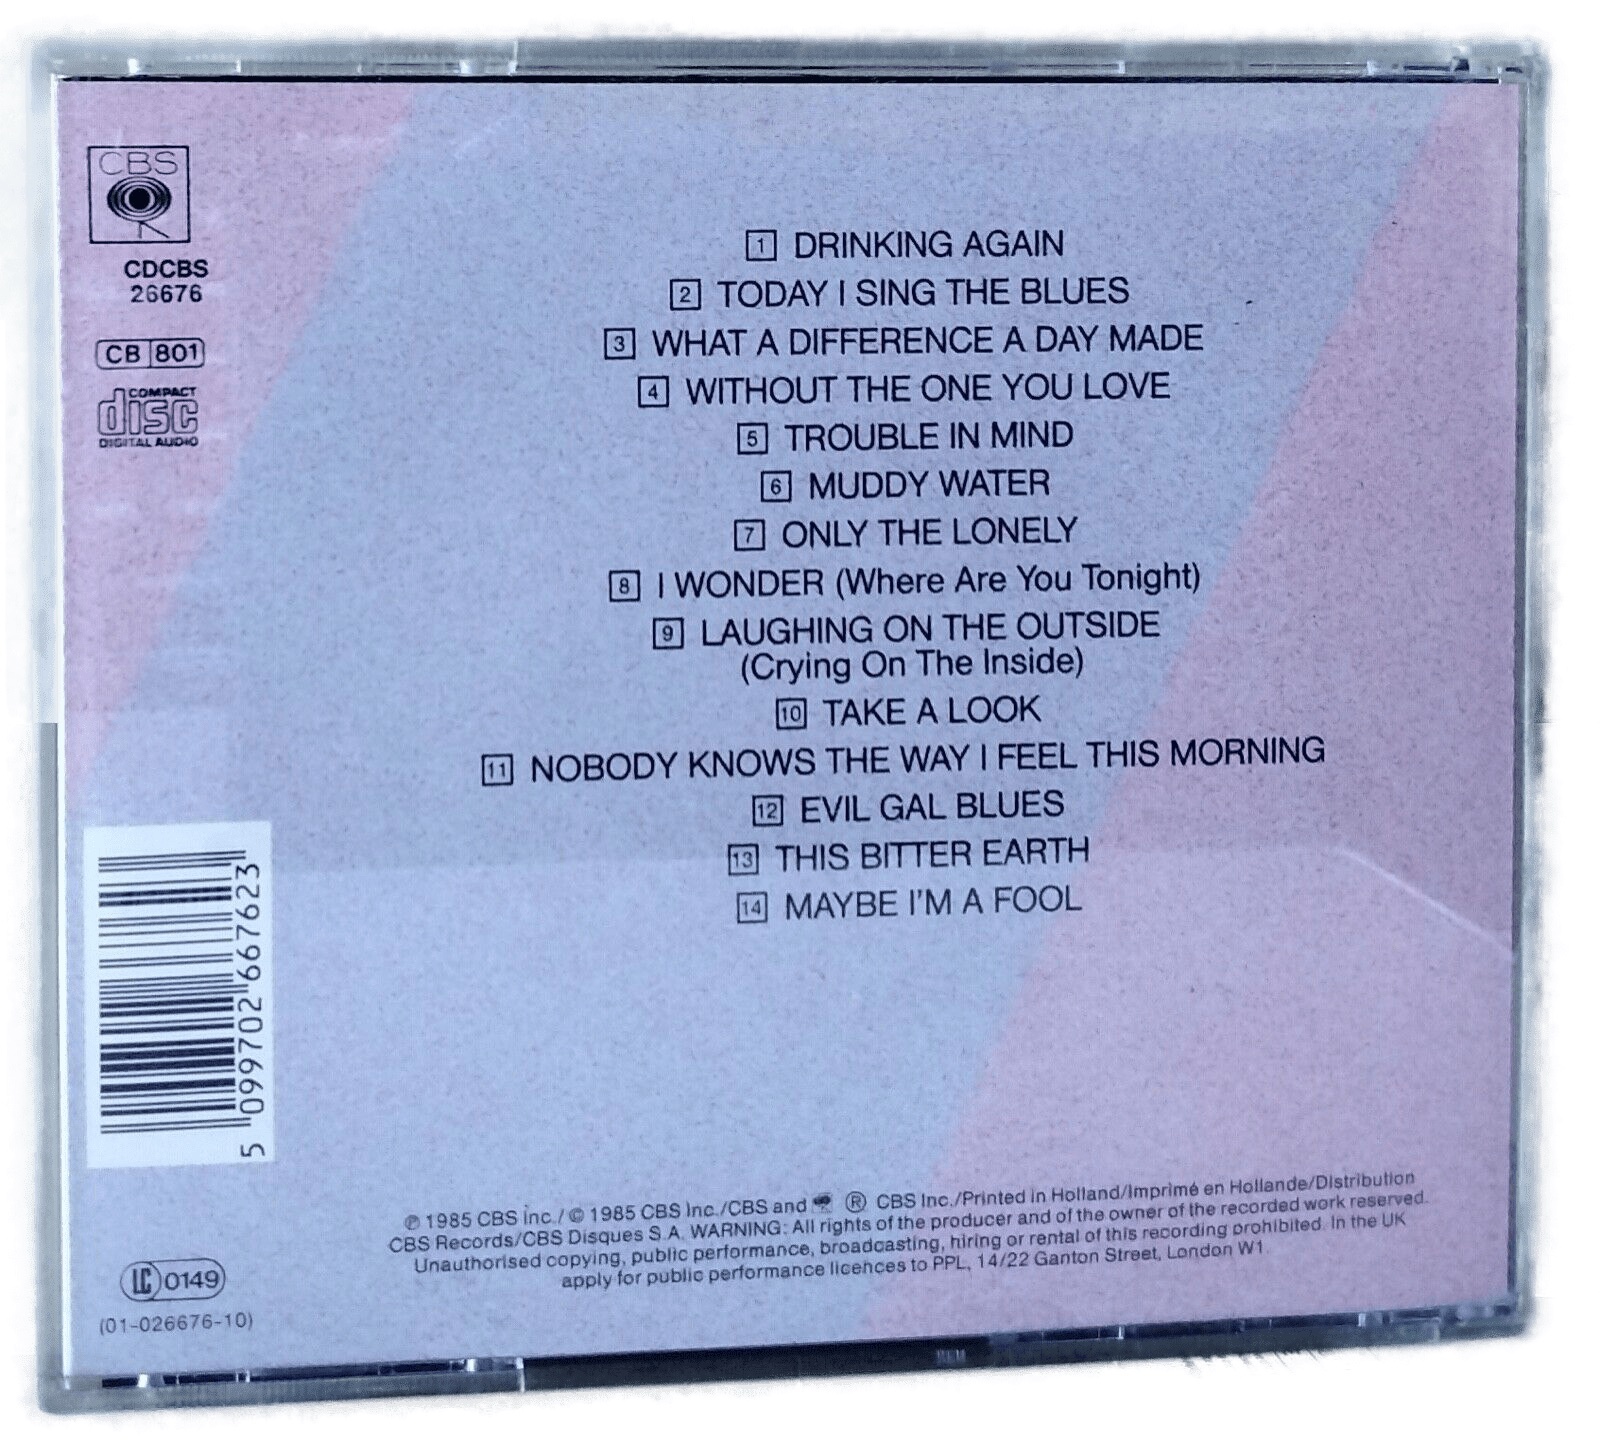 CBS
CDCBS
26676
CB 801
COMPACT
disc
DIGITAL AUDIO
1 DRINKING AGAIN
2 TODAY I SING THE BLUES
3 WHAT A DIFFERENCE A DAY MADE
4 WITHOUT THE ONE YOU LOVE
5 TROUBLE IN MIND
6 MUDDY WATER
7 ONLY THE LONELY
8 I WONDER (Where Are You Tonight)
9 LAUGHING ON THE OUTSIDE
(Crying On The Inside)
10 TAKE A LOOK
11 NOBODY KNOWS THE WAY I FEEL THIS MORNING
12 EVIL GAL BLUES
13 THIS BITTER EARTH
14 MAYBE I'M A FOOL
5 099702 667623
℗ 1985 CBS Inc./ © 1985 CBS Inc./CBS and ® CBS Inc./Printed in Holland/Imprimé en Hollande/Distribution
CBS Records/CBS Disques S.A. WARNING: All rights of the producer and of the owner of the recorded work reserved.
Unauthorised copying, public performance, broadcasting, hiring or rental of this recording prohibited. In the UK
apply for public performance licences to PPL, 14/22 Ganton Street, London W1
LC 0149
(01-026676-10)